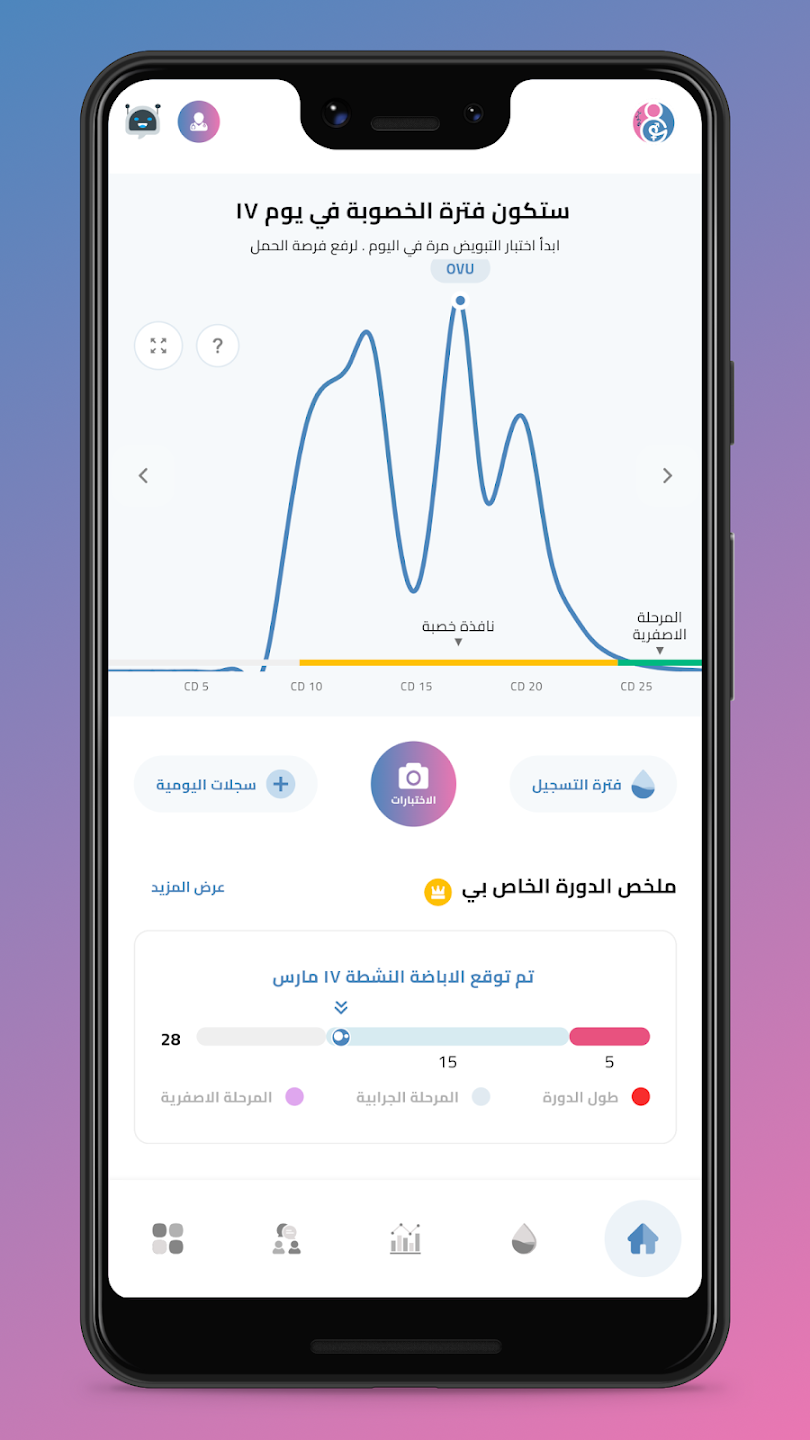 ستكون فترة الخصوبة في يوم ١٧
ابدأ اختبار التبويض مرة في اليوم . لرفع فرصة الحمل
OVU
?
نافذة خصبة
المرحلة
الاصفرية
CD 5 CD 10 CD 15 CD 20 CD 25
فترة التسجيل
الاختبارات
سجلات اليومية
ملخص الدورة الخاص بي
عرض المزيد
تم توقع الاباضة النشطة ١٧ مارس
28
5
15
طول الدورة
المرحلة الجرابية
المرحلة الاصفرية